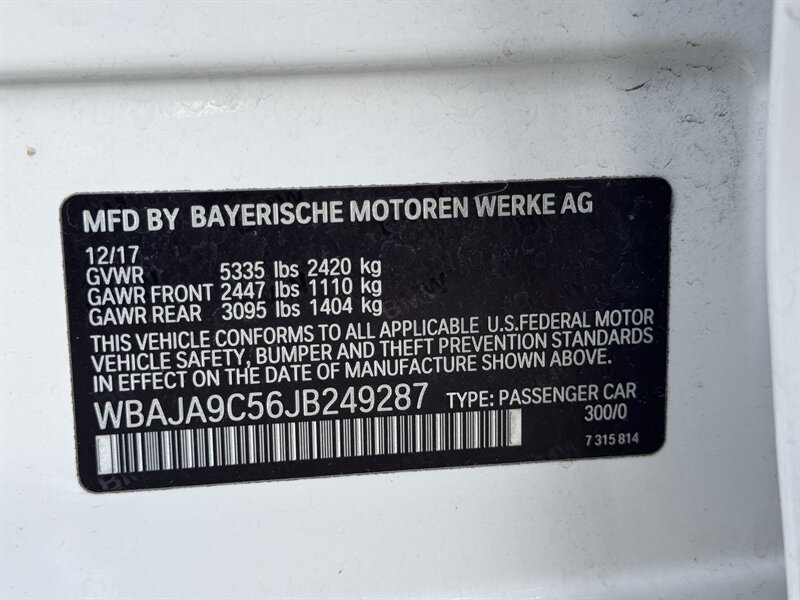 MFD BY BAYERISCHE MOTOREN WERKE AG
12/17
GVWR 5335 lbs 2420 kg
GAWR FRONT 2447 lbs 1110 kg
GAWR REAR 3095 lbs 1404 kg
THIS VEHICLE CONFORMS TO ALL APPLICABLE U.S.FEDERAL MOTOR
VEHICLE SAFETY, BUMPER AND THEFT PREVENTION STANDARDS
IN EFFECT ON THE DATE OF MANUFACTURE SHOWN ABOVE.
WBAJA9C56JB249287 TYPE: PASSENGER CAR
300/0
7 315 814